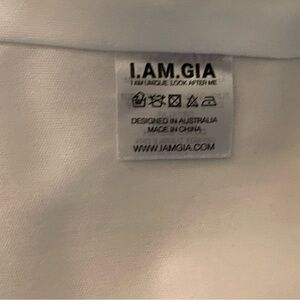 I.AM.GIA
I AM UNIQUE. LOOK AFTER ME
DESIGNED IN AUSTRALIA
MADE IN CHINA
WWW.IAMGIA.COM